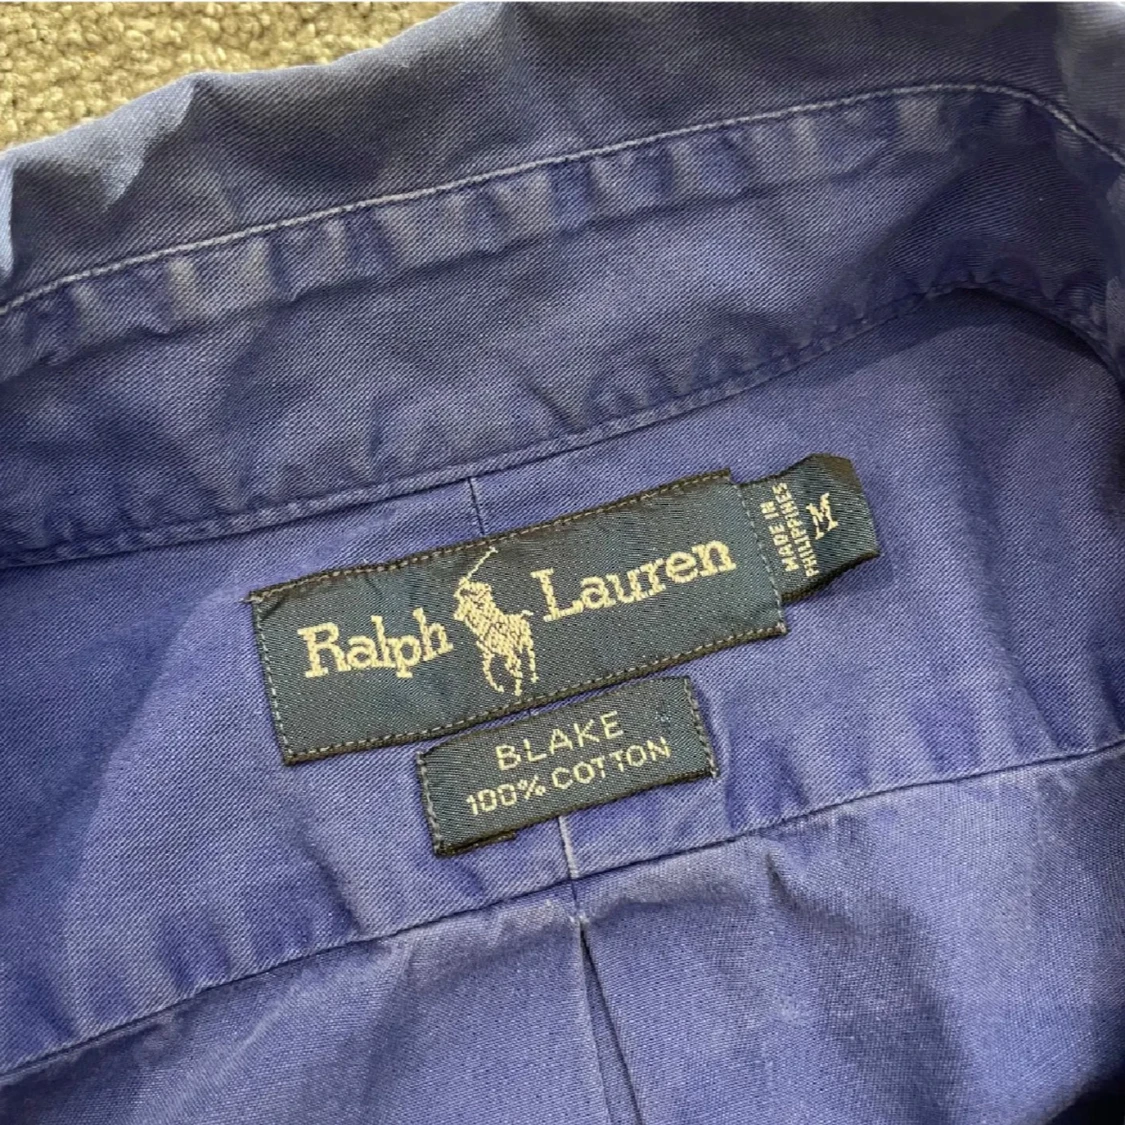 Ralph Lauren
MADE IN
PHILIPPINES
M
BLAKE
100% COTTON